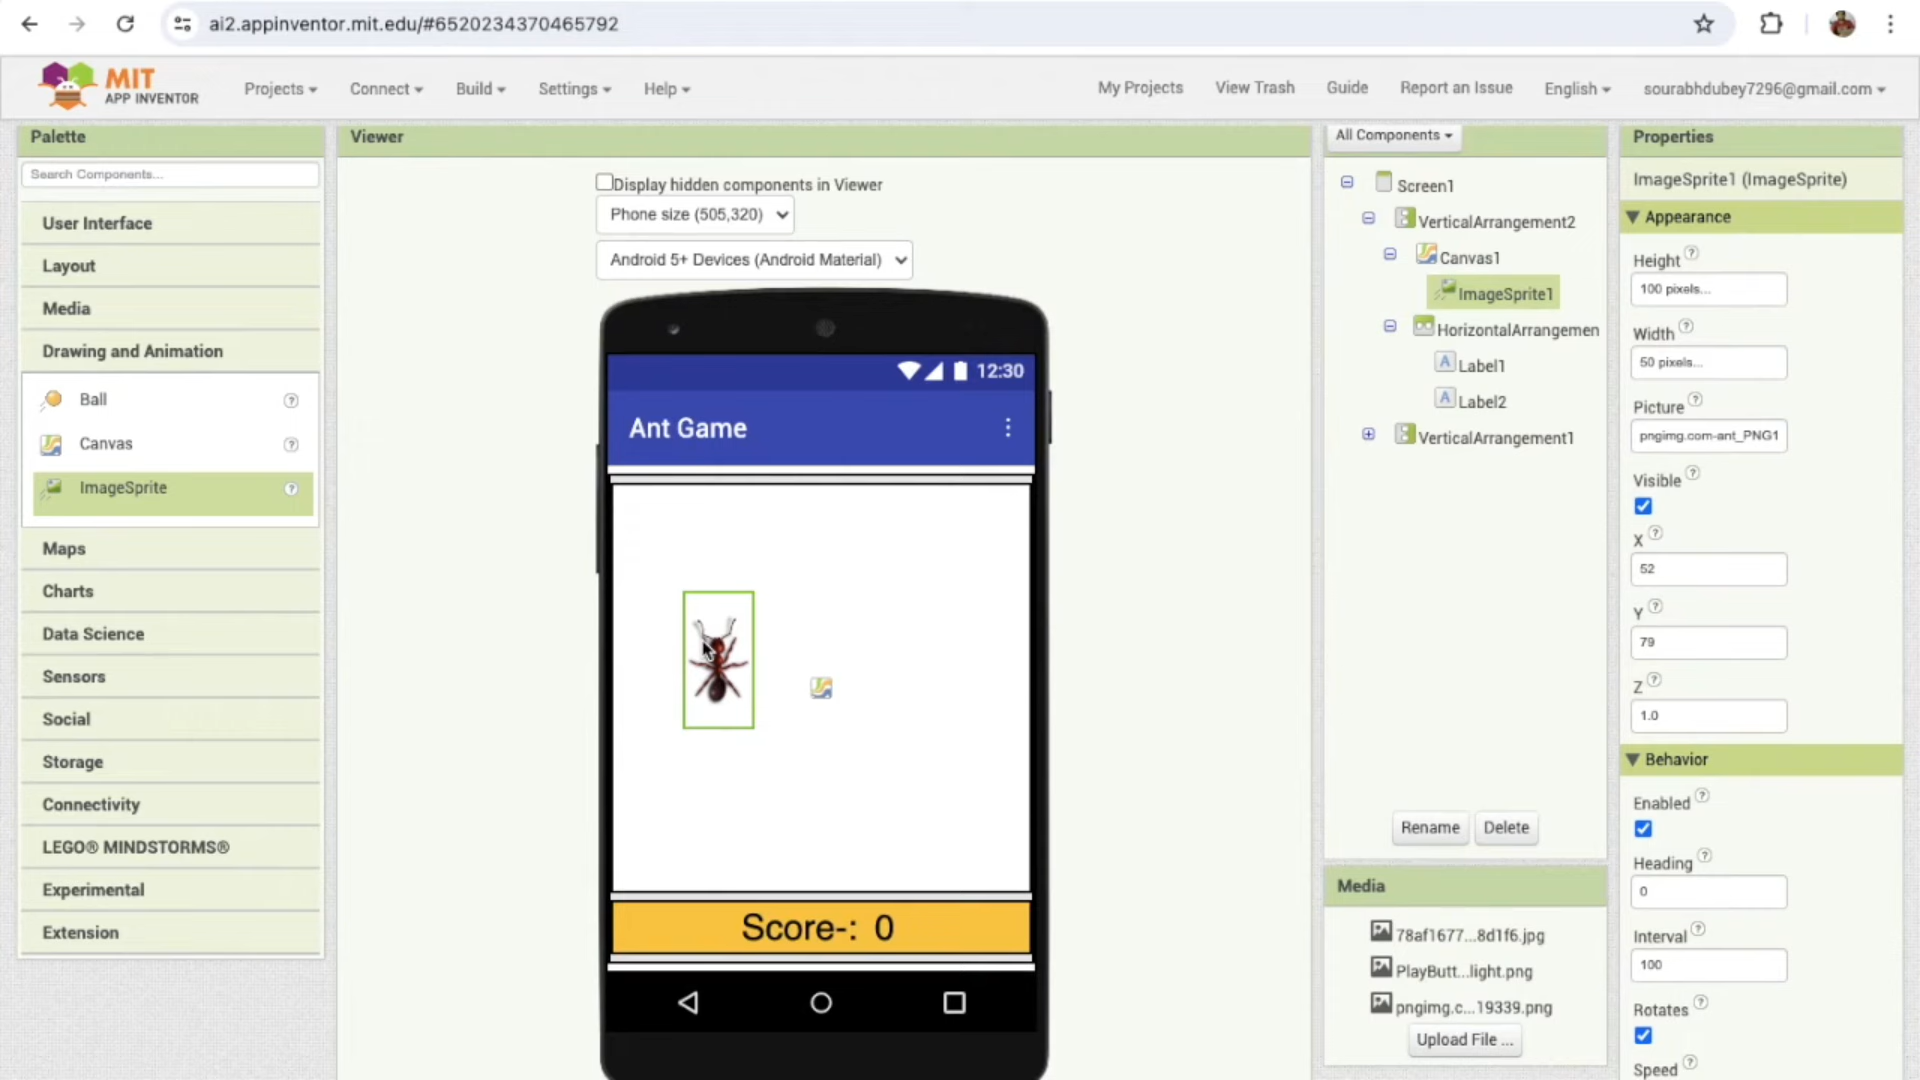 ai2.appinventor.mit.edu/#6520234370465792
MIT
APP INVENTOR
Projects
Connect
Build
Settings
Help
My Projects
View Trash
Guide
Report an Issue
English
sourabhdubey7296@gmail.com
Palette
Search Components...
User Interface
Layout
Media
Drawing and Animation
Ball
?
Canvas
?
ImageSprite
?
Maps
Charts
Data Science
Sensors
Social
Storage
Connectivity
LEGO® MINDSTORMS®
Experimental
Extension
Viewer
Display hidden components in Viewer
Phone size (505,320)
Android 5+ Devices (Android Material)
12:30
Ant Game
Score-: 0
All Components
Screen1
VerticalArrangement2
Canvas1
ImageSprite1
HorizontalArrangemen
A Label1
A Label2
VerticalArrangement1
Rename
Delete
Media
78af1677...8d1f6.jpg
PlayButt...light.png
pngimg.c...19339.png
Upload File ...
Properties
ImageSprite1 (ImageSprite)
Appearance
Height ?
100 pixels...
Width ?
50 pixels...
Picture ?
pngimg.com-ant_PNG1
Visible ?
X ?
52
Y ?
79
Z ?
1.0
Behavior
Enabled ?
Heading ?
0
Interval ?
100
Rotates ?
Speed ?